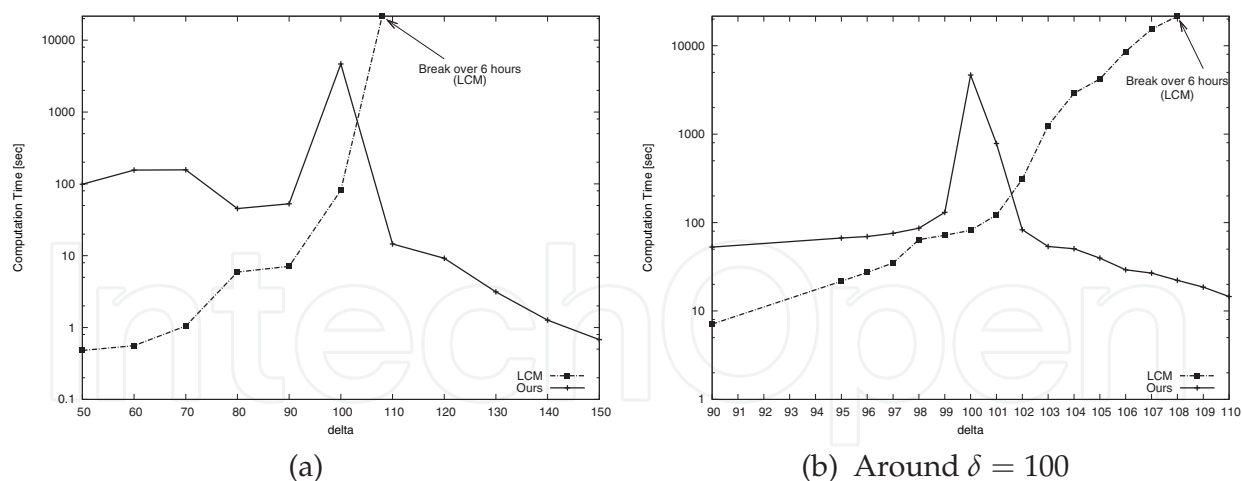 10000
1000
100
10
1
0.1
Computation Time [sec]
Break over 6 hours
(LCM)
LCM
Ours
50 60 70 80 90 100 110 120 130 140 150
delta
(a)
10000
1000
100
10
1
Computation Time [sec]
Break over 6 hours
(LCM)
LCM
Ours
90 91 92 93 94 95 96 97 98 99 100 101 102 103 104 105 106 107 108 109 110
delta
(b) Around δ = 100
IntechOpen